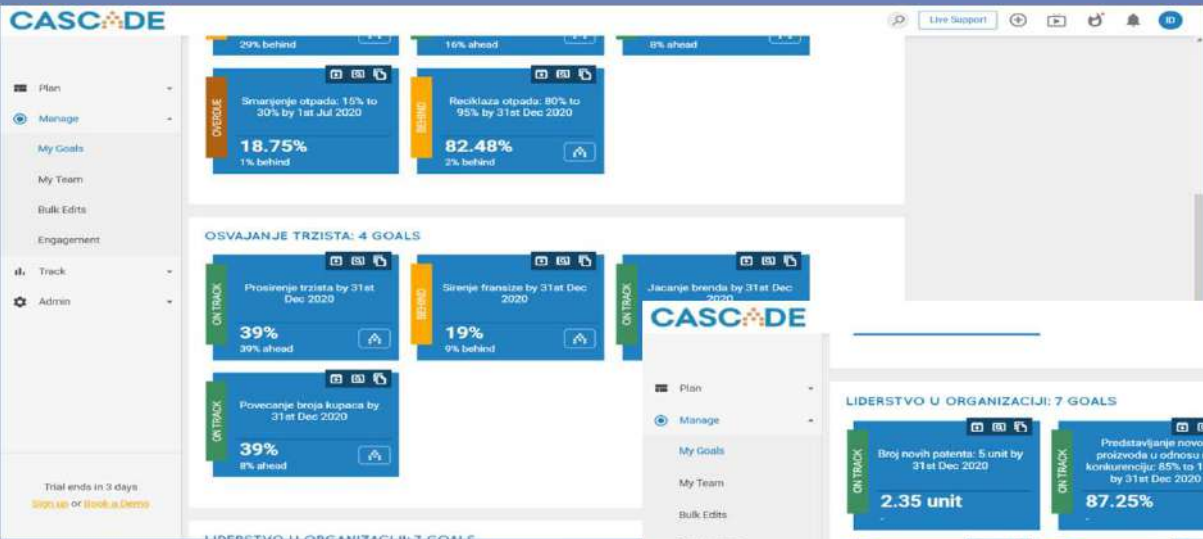 CASCADE
Live Support
ID
29% behind
16% ahead
8% ahead
Plan
Manage
My Goals
My Team
Bulk Edits
Engagement
Track
Admin
Trial ends in 3 days
Sign up or Book a Demo
OVERDUE
Smanjenje otpada: 15% to
30% by 1st Jul 2020
18.75%
1% behind
BEHIND
Reciklaza otpada: 80% to
95% by 31st Dec 2020
82.48%
2% behind
OSVAJANJE TRZISTA: 4 GOALS
ON TRACK
Prosirenje trzista by 31st
Dec 2020
39%
39% ahead
BEHIND
Sirenje fransize by 31st Dec
2020
19%
9% behind
ON TRACK
Jacanje brenda by 31st Dec
2020
ON TRACK
Povecanje broja kupaca by
31st Dec 2020
39%
8% ahead
LIDERSTVO U ORGANIZACIJI: 7 GOALS
CASCADE
Plan
Manage
My Goals
My Team
Bulk Edits
LIDERSTVO U ORGANIZACIJI: 7 GOALS
ON TRACK
Broj novih patenta: 5 unit by
31st Dec 2020
2.35 unit
-
ON TRACK
Predstavljanje novo
proizvoda u odnosu
konkurenciju: 85% to 1
by 31st Dec 2020
87.25%
-